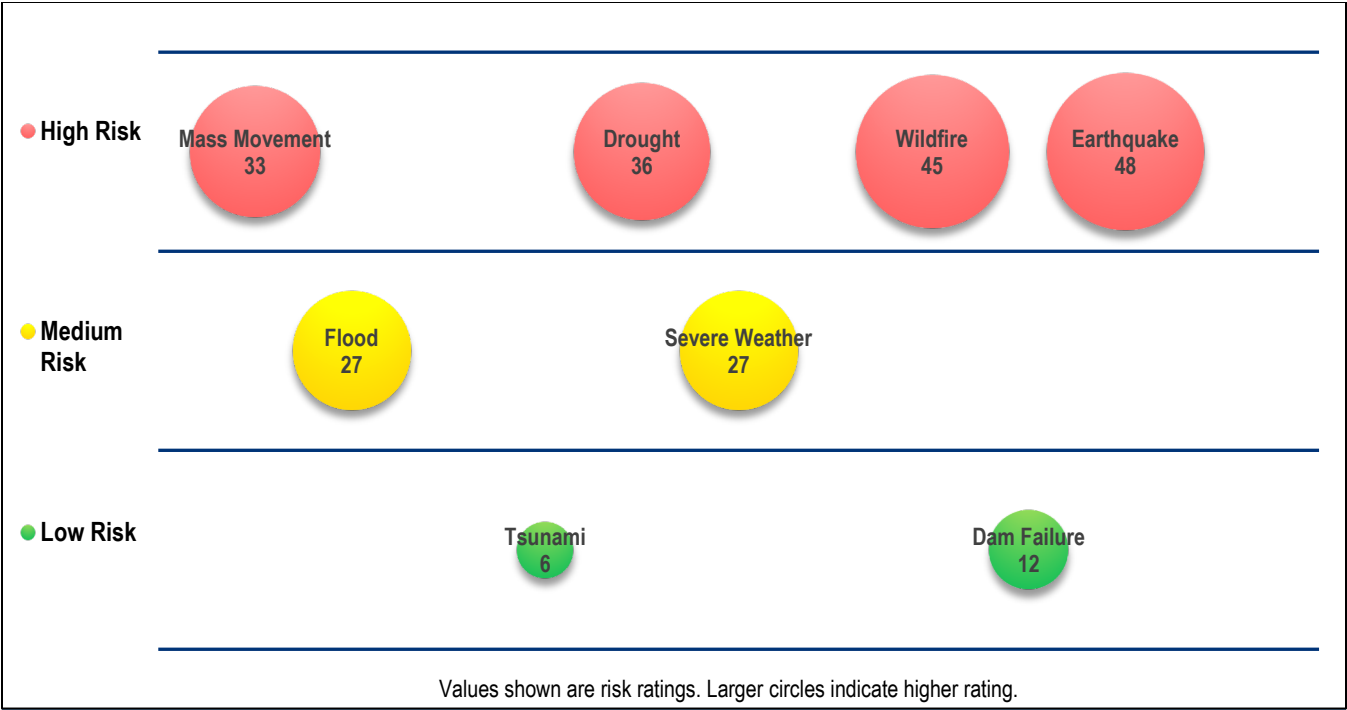 High Risk
Mass Movement
33
Drought
36
Wildfire
45
Earthquake
48
Medium
Risk
Flood
27
Severe Weather
27
Low Risk
Tsunami
6
Dam Failure
12
Values shown are risk ratings. Larger circles indicate higher rating.